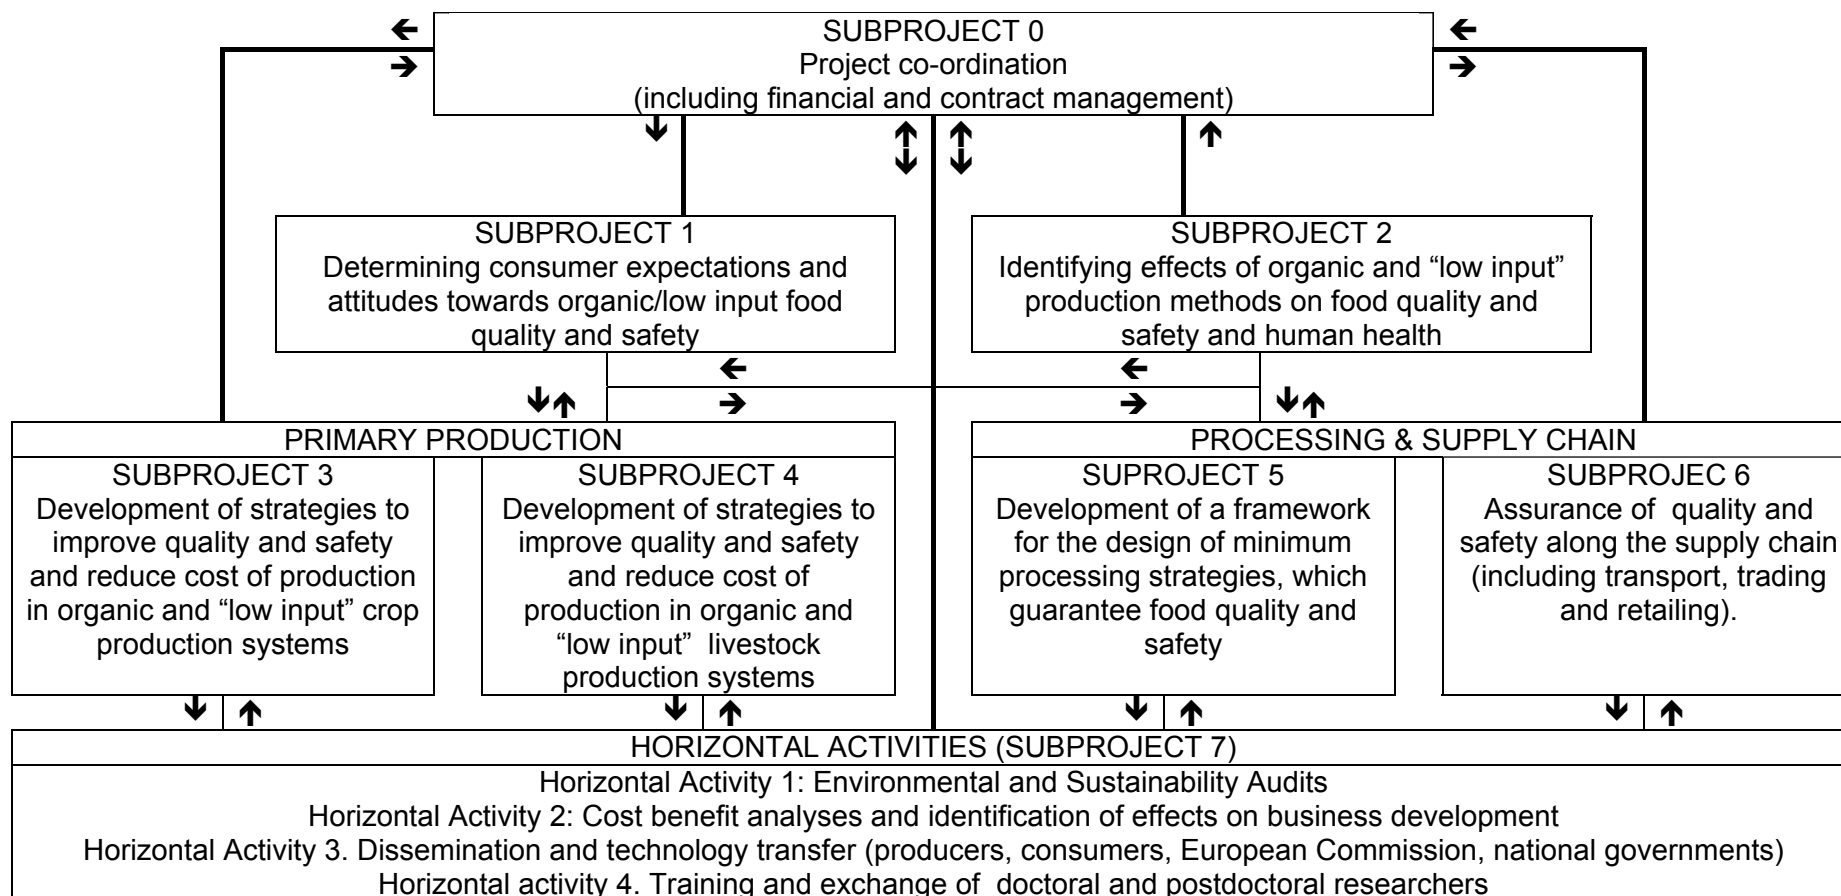 SUBPROJECT 0
Project co-ordination
(including financial and contract management)
SUBPROJECT 1
Determining consumer expectations and
attitudes towards organic/low input food
quality and safety
SUBPROJECT 2
Identifying effects of organic and “low input”
production methods on food quality and
safety and human health
PRIMARY PRODUCTION
SUBPROJECT 3
Development of strategies to
improve quality and safety
and reduce cost of production
in organic and “low input” crop
production systems
SUBPROJECT 4
Development of strategies to
improve quality and safety
and reduce cost of
production in organic and
“low input” livestock
production systems
PROCESSING & SUPPLY CHAIN
SUPROJECT 5
Development of a framework
for the design of minimum
processing strategies, which
guarantee food quality and
safety
SUBPROJEC 6
Assurance of quality and
safety along the supply chain
(including transport, trading
and retailing).
HORIZONTAL ACTIVITIES (SUBPROJECT 7)
Horizontal Activity 1: Environmental and Sustainability Audits
Horizontal Activity 2: Cost benefit analyses and identification of effects on business development
Horizontal Activity 3. Dissemination and technology transfer (producers, consumers, European Commission, national governments)
Horizontal activity 4. Training and exchange of doctoral and postdoctoral researchers